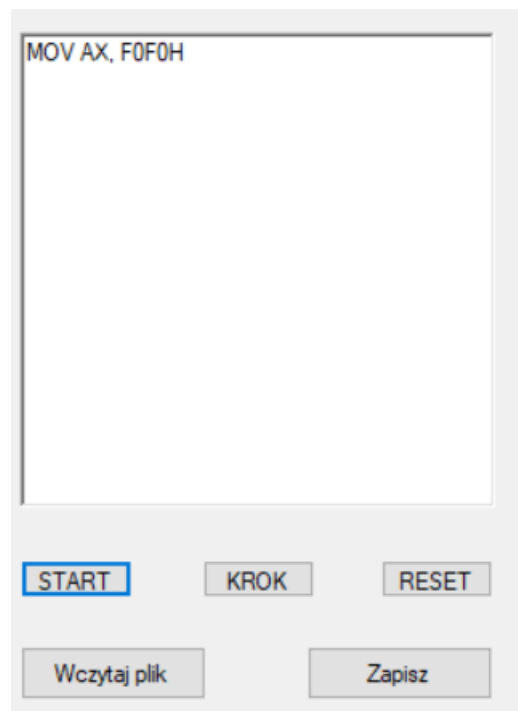 MOV AX, F0F0H
START KROK RESET
Wczytaj plik Zapisz